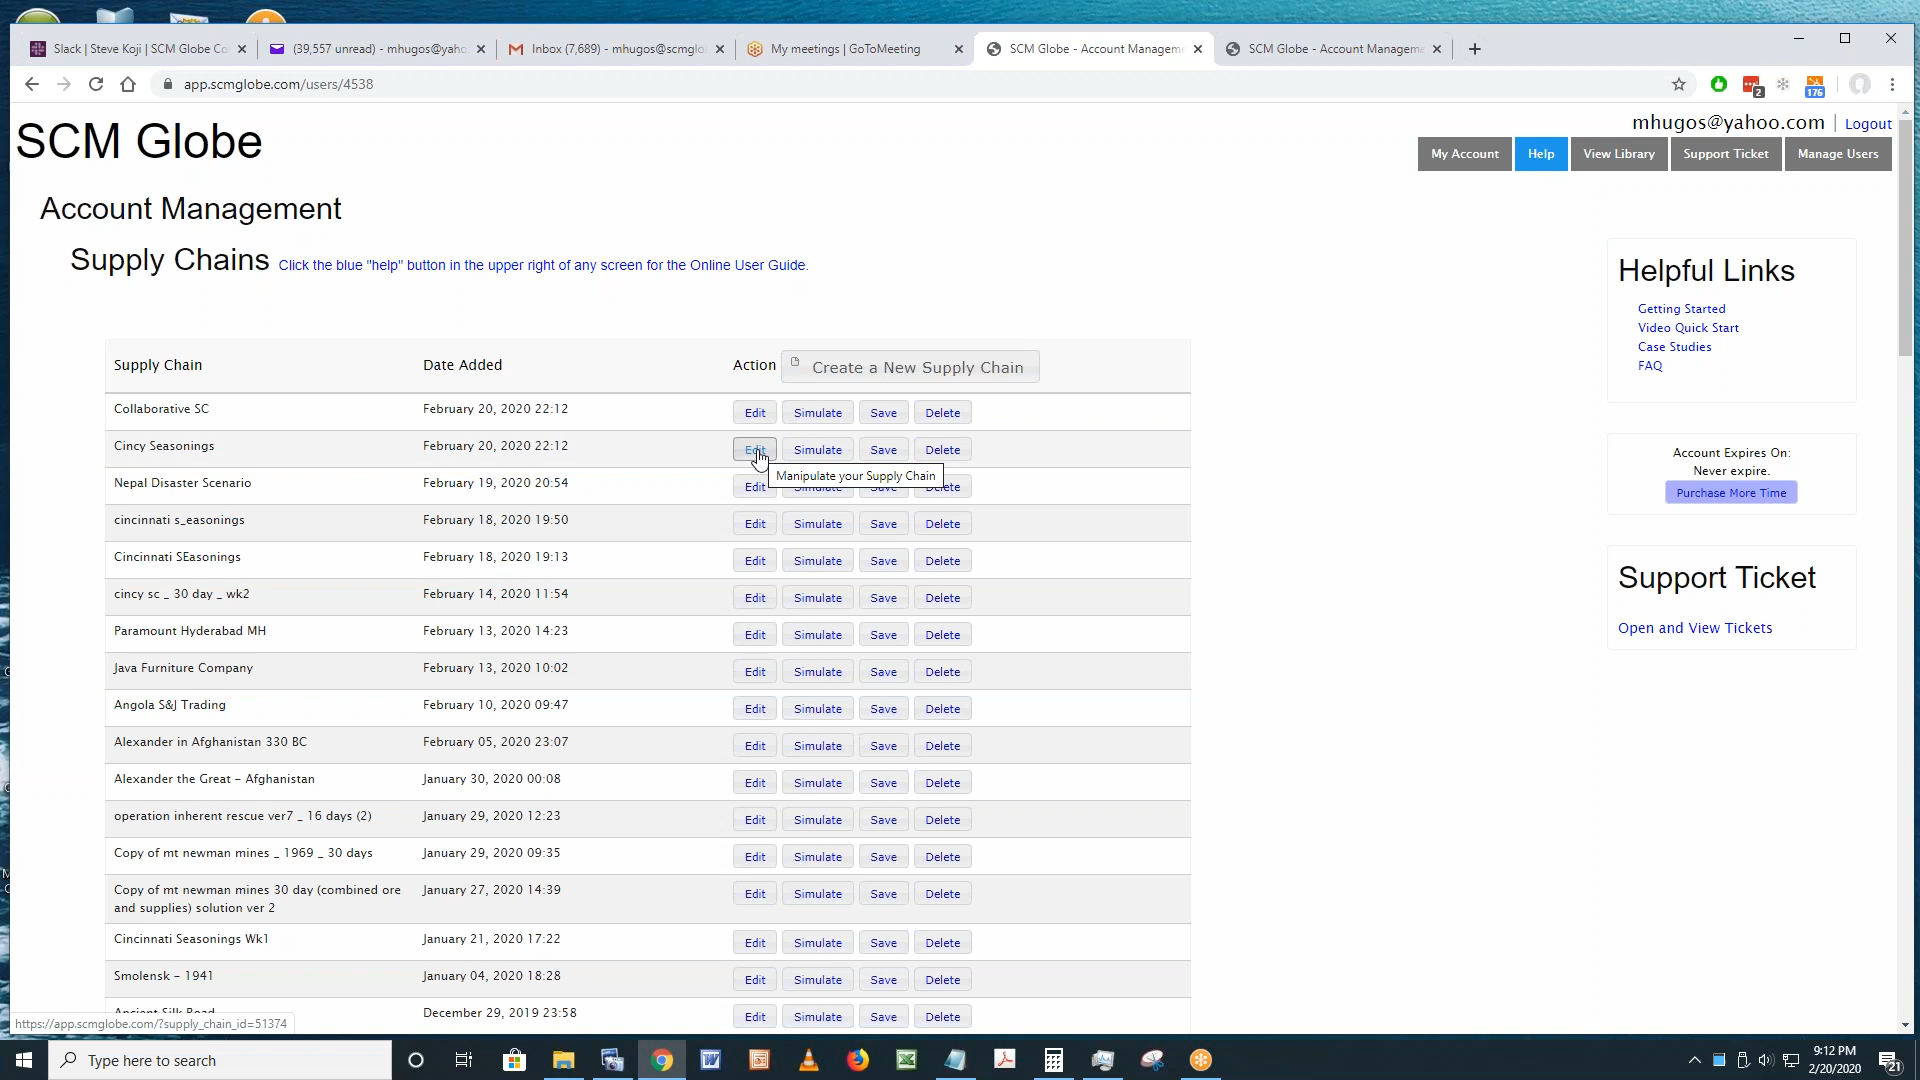 Slack | Steve Koji | SCM Globe Co
(39,557 unread) - mhugos@yaho
Inbox (7,689) - mhugos@scmglo
My meetings | GoToMeeting
SCM Globe - Account Manageme
SCM Globe - Account Manageme
app.scmglobe.com/users/4538
2
176
SCM Globe
mhugos@yahoo.com | Logout
My Account Help View Library Support Ticket Manage Users
Account Management
Supply Chains Click the blue "help" button in the upper right of any screen for the Online User Guide.
Supply Chain Date Added Action Create a New Supply Chain
Collaborative SC February 20, 2020 22:12 Edit Simulate Save Delete
Cincy Seasonings February 20, 2020 22:12 Edit Simulate Save Delete
Manipulate your Supply Chain
Nepal Disaster Scenario February 19, 2020 20:54 Edit Simulate Save Delete
cincinnati s_easonings February 18, 2020 19:50 Edit Simulate Save Delete
Cincinnati SEasonings February 18, 2020 19:13 Edit Simulate Save Delete
cincy sc _ 30 day _ wk2 February 14, 2020 11:54 Edit Simulate Save Delete
Paramount Hyderabad MH February 13, 2020 14:23 Edit Simulate Save Delete
Java Furniture Company February 13, 2020 10:02 Edit Simulate Save Delete
Angola S&J Trading February 10, 2020 09:47 Edit Simulate Save Delete
Alexander in Afghanistan 330 BC February 05, 2020 23:07 Edit Simulate Save Delete
Alexander the Great - Afghanistan January 30, 2020 00:08 Edit Simulate Save Delete
operation inherent rescue ver7 _ 16 days (2) January 29, 2020 12:23 Edit Simulate Save Delete
Copy of mt newman mines _ 1969 _ 30 days January 29, 2020 09:35 Edit Simulate Save Delete
Copy of mt newman mines 30 day (combined ore January 27, 2020 14:39 Edit Simulate Save Delete
and supplies) solution ver 2
Cincinnati Seasonings Wk1 January 21, 2020 17:22 Edit Simulate Save Delete
Smolensk - 1941 January 04, 2020 18:28 Edit Simulate Save Delete
Ancient Silk Road December 29, 2019 23:58 Edit Simulate Save Delete
Helpful Links
Getting Started
Video Quick Start
Case Studies
FAQ
Account Expires On:
Never expire.
Purchase More Time
Support Ticket
Open and View Tickets
https://app.scmglobe.com/?supply_chain_id=51374
Type here to search
9:12 PM
2/20/2020
21